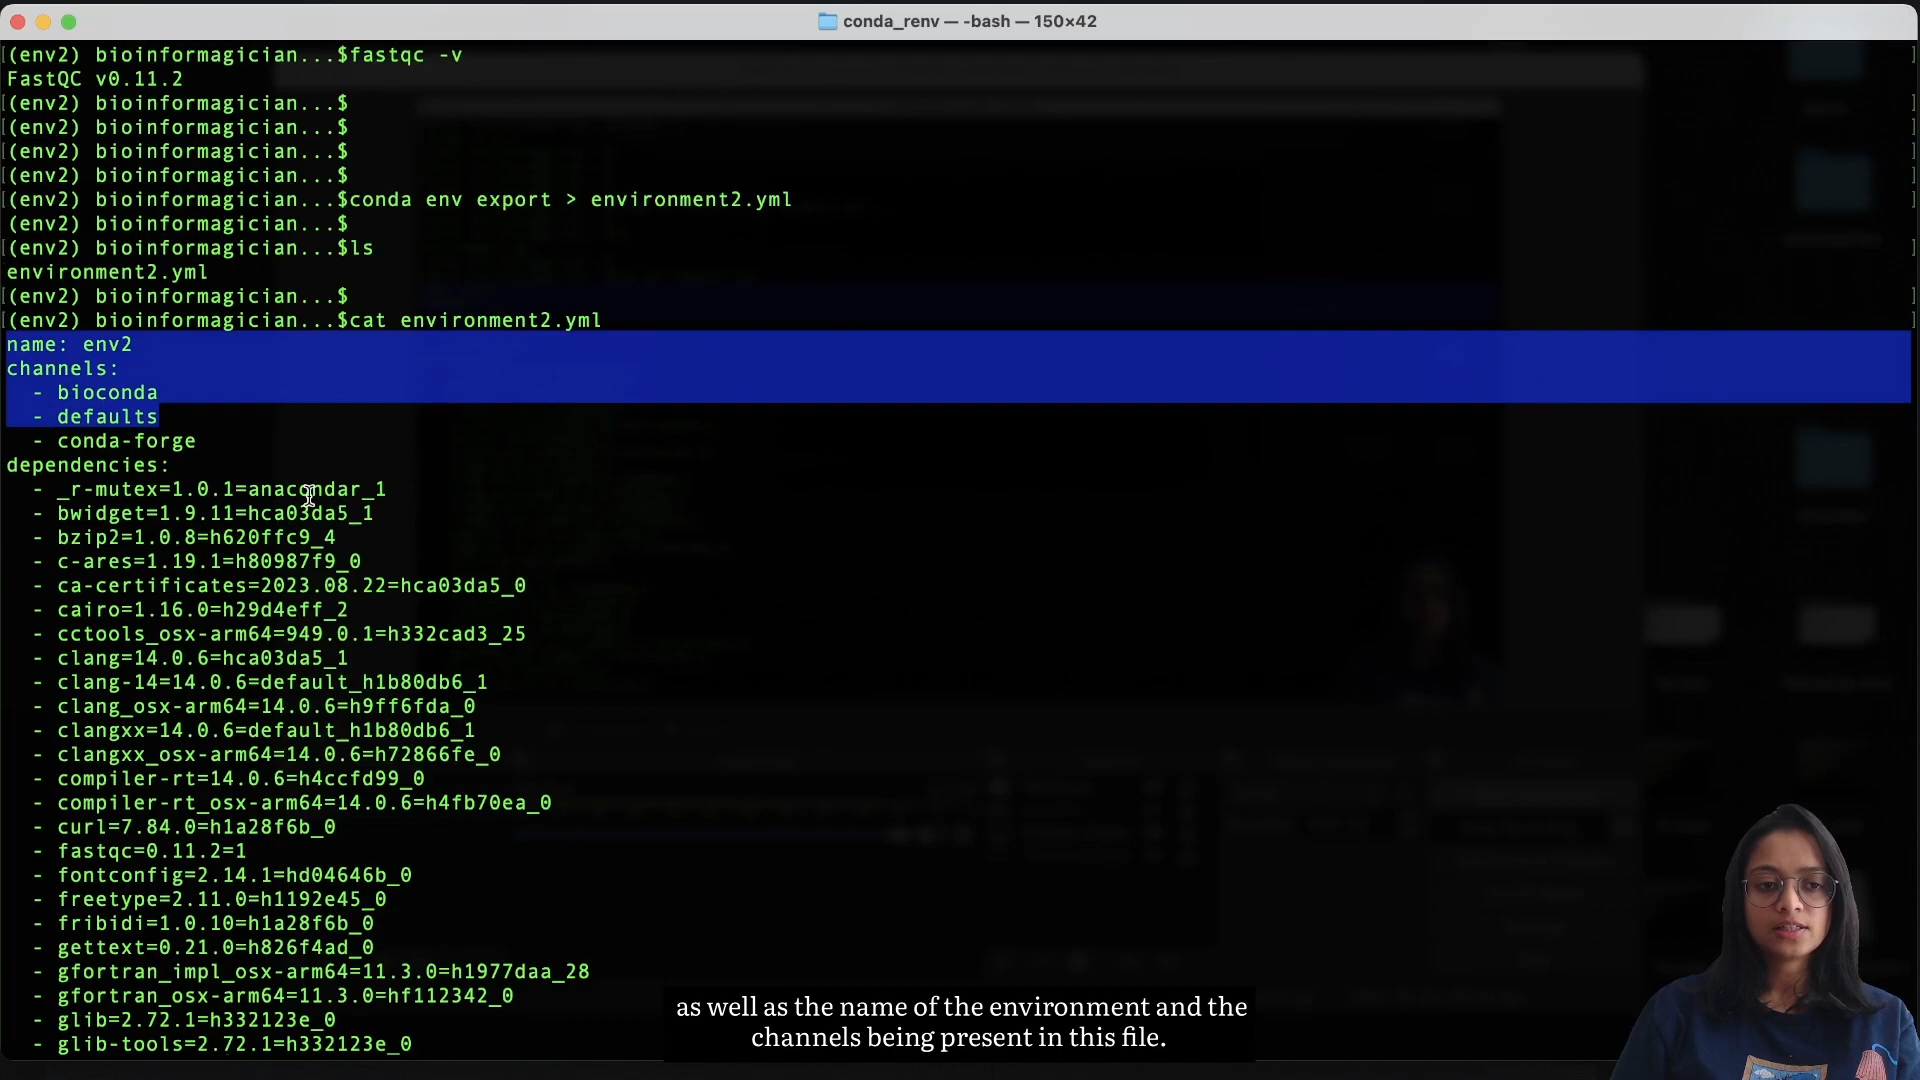 conda_renv — -bash — 150×42
(env2) bioinformagician...$fastqc -v
FastQC v0.11.2
(env2) bioinformagician...$
(env2) bioinformagician...$
(env2) bioinformagician...$
(env2) bioinformagician...$
(env2) bioinformagician...$conda env export > environment2.yml
(env2) bioinformagician...$
(env2) bioinformagician...$ls
environment2.yml
(env2) bioinformagician...$
(env2) bioinformagician...$cat environment2.yml
name: env2
channels:
- bioconda
- defaults
- conda-forge
dependencies:
- _r-mutex=1.0.1=anacondar_1
- bwidget=1.9.11=hca03da5_1
- bzip2=1.0.8=h620ffc9_4
- c-ares=1.19.1=h80987f9_0
- ca-certificates=2023.08.22=hca03da5_0
- cairo=1.16.0=h29d4eff_2
- cctools_osx-arm64=949.0.1=h332cad3_25
- clang=14.0.6=hca03da5_1
- clang-14=14.0.6=default_h1b80db6_1
- clang_osx-arm64=14.0.6=h9ff6fda_0
- clangxx=14.0.6=default_h1b80db6_1
- clangxx_osx-arm64=14.0.6=h72866fe_0
- compiler-rt=14.0.6=h4ccfd99_0
- compiler-rt_osx-arm64=14.0.6=h4fb70ea_0
- curl=7.84.0=h1a28f6b_0
- fastqc=0.11.2=1
- fontconfig=2.14.1=hd04646b_0
- freetype=2.11.0=h1192e45_0
- fribidi=1.0.10=h1a28f6b_0
- gettext=0.21.0=h826f4ad_0
- gfortran_impl_osx-arm64=11.3.0=h1977daa_28
- gfortran_osx-arm64=11.3.0=hf112342_0
- glib=2.72.1=h332123e_0
- glib-tools=2.72.1=h332123e_0
as well as the name of the environment and the
channels being present in this file.